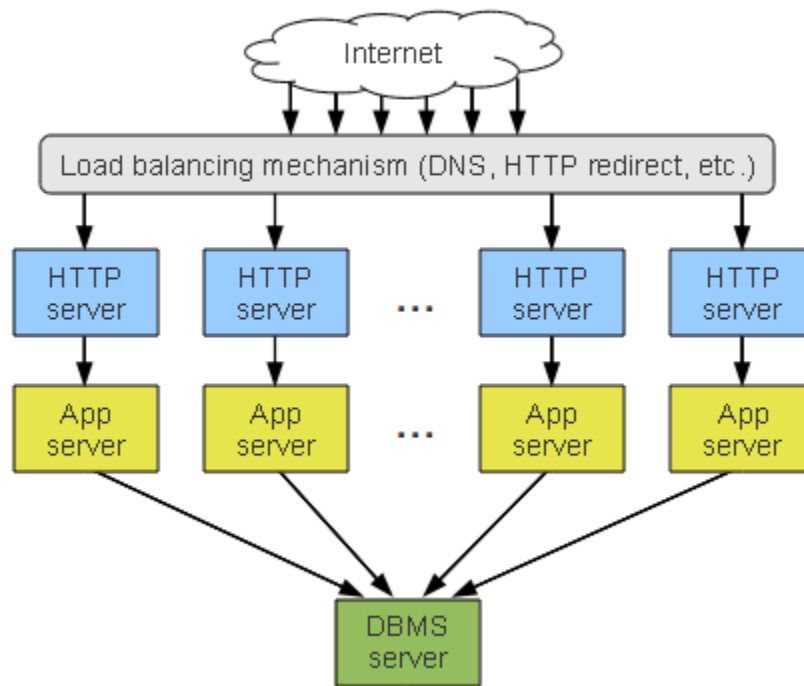 Internet
Load balancing mechanism (DNS, HTTP redirect, etc.)
HTTP
server
HTTP
server
...
HTTP
server
HTTP
server
App
server
App
server
...
App
server
App
server
DBMS
server